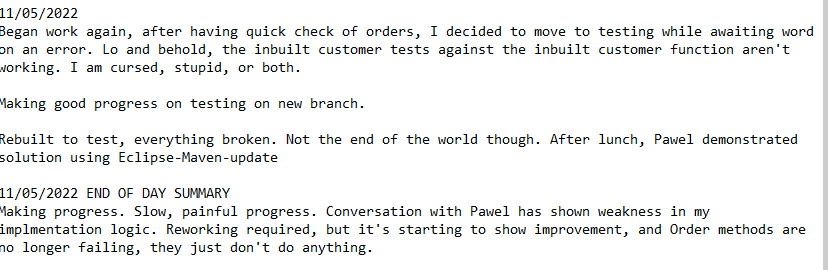 11/05/2022
Began work again, after having quick check of orders, I decided to move to testing while awaiting word
on an error. Lo and behold, the inbuilt customer tests against the inbuilt customer function aren't
working. I am cursed, stupid, or both.
Making good progress on testing on new branch.
Rebuilt to test, everything broken. Not the end of the world though. After lunch, Pawel demonstrated
solution using Eclipse-Maven-update
11/05/2022 END OF DAY SUMMARY
Making progress. Slow, painful progress. Conversation with Pawel has shown weakness in my
implmentation logic. Reworking required, but it's starting to show improvement, and Order methods are
no longer failing, they just don't do anything.